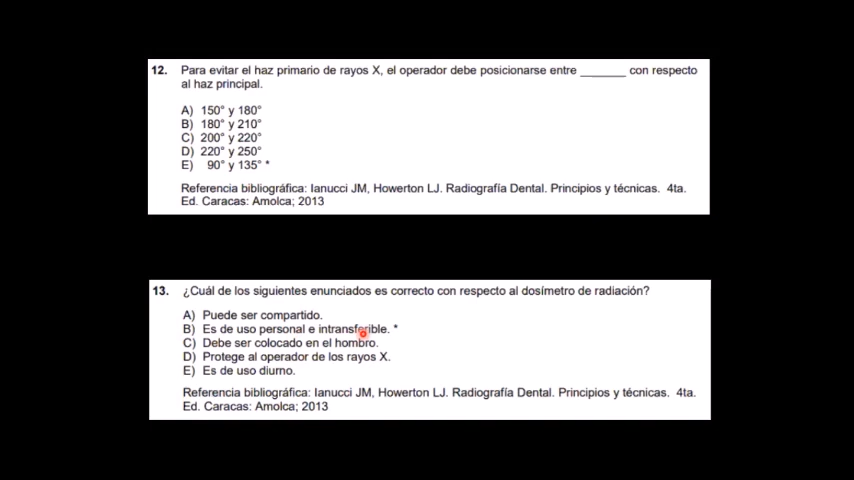 12. Para evitar el haz primario de rayos X, el operador debe posicionarse entre _______ con respecto
al haz principal.
A) 150° y 180°
B) 180° y 210°
C) 200° y 220°
D) 220° y 250°
E) 90° y 135° *
Referencia bibliográfica: Ianucci JM, Howerton LJ. Radiografía Dental. Principios y técnicas. 4ta.
Ed. Caracas: Amolca; 2013
13. ¿Cuál de los siguientes enunciados es correcto con respecto al dosímetro de radiación?
A) Puede ser compartido.
B) Es de uso personal e intransferible. *
C) Debe ser colocado en el hombro.
D) Protege al operador de los rayos X.
E) Es de uso diurno.
Referencia bibliográfica: Ianucci JM, Howerton LJ. Radiografía Dental. Principios y técnicas. 4ta.
Ed. Caracas: Amolca; 2013